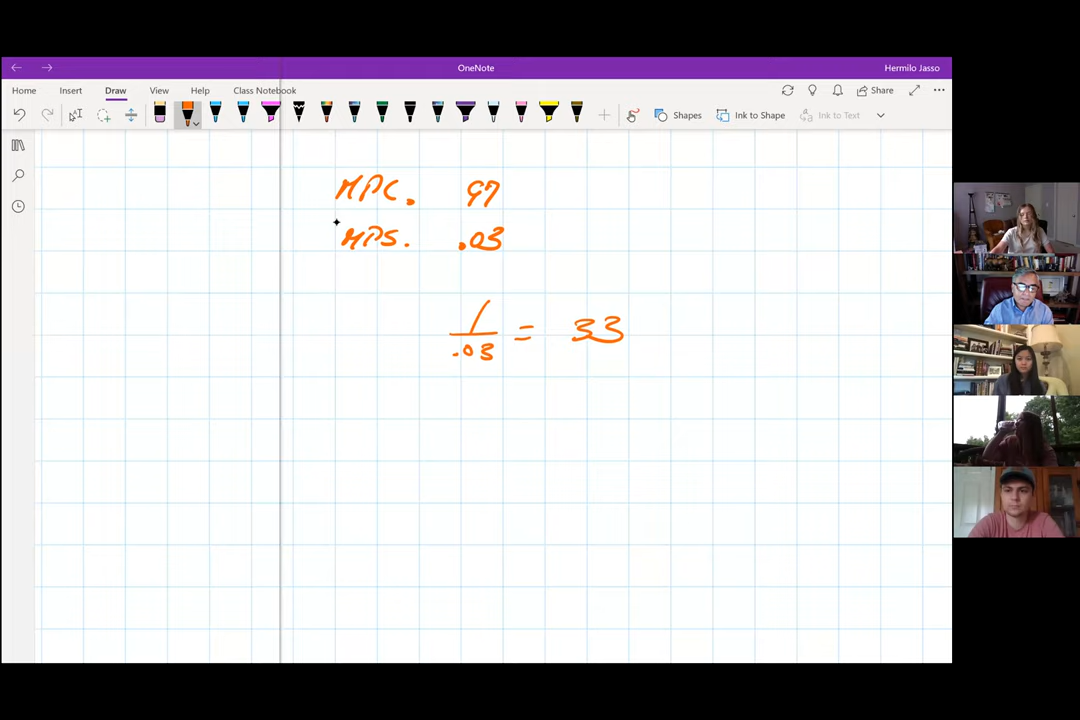 OneNote
Hermilo Jasso
Home Insert Draw View Help Class Notebook
Share
Shapes Ink to Shape Ink to Text
MPC. 97
MPS. .03
1
.03 = 33